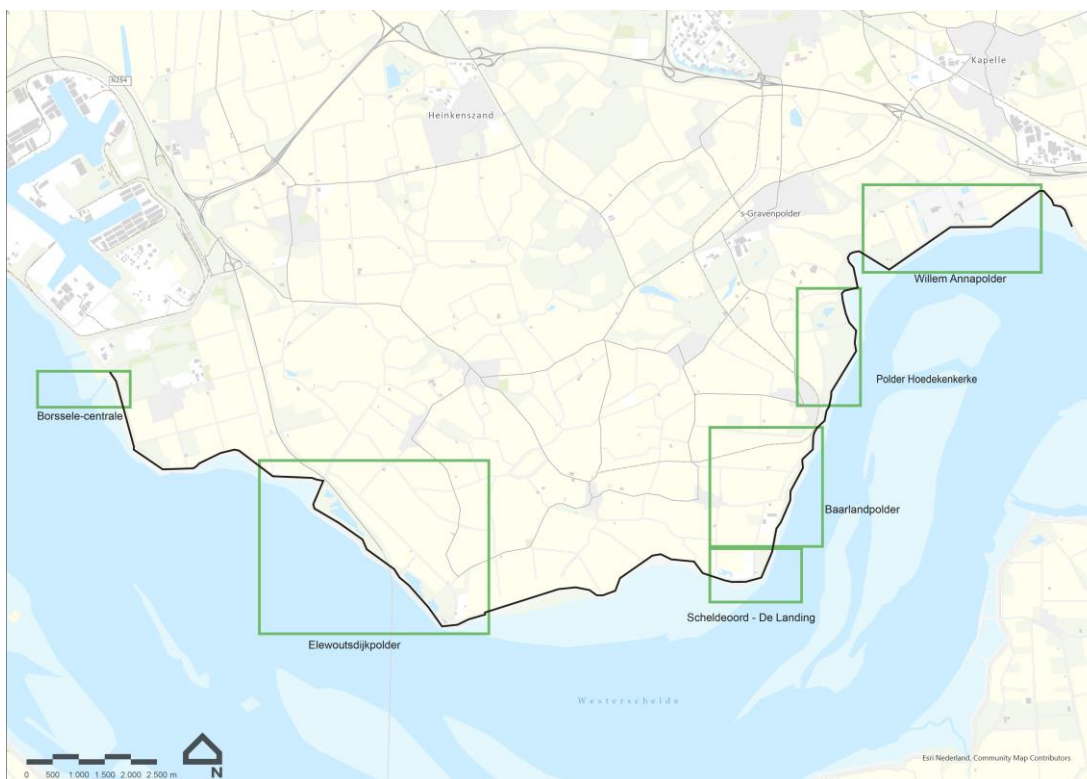 N254
Kapelle
Heinkenszand
's-Gravenpolder
Willem Annapolder
Polder Hoedekenkerke
Borssele-centrale
Baarlandpolder
Scheldeoord - De Landing
Elewoutsdijkpolder
Westerschelde
Esri Nederland, Community Map Contributors
N
0 500 1.000 1.500 2.000 2.500 m